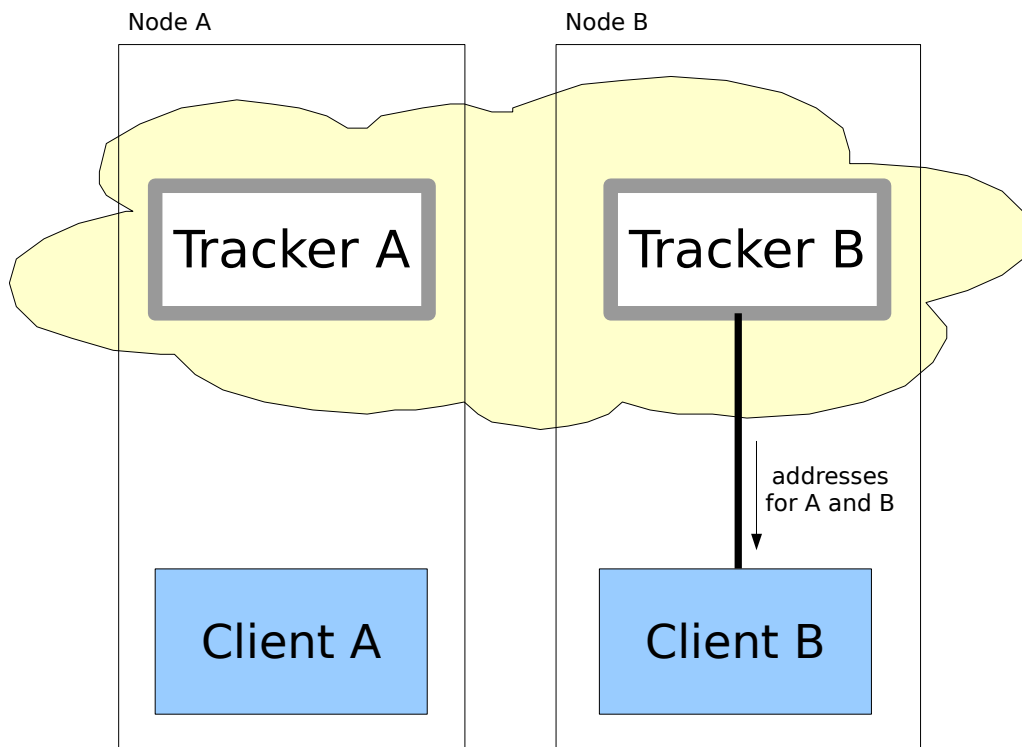 Node A
Node B
Tracker A
Tracker B
addresses
for A and B
Client A
Client B